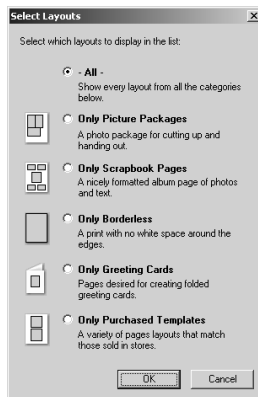 Select Layouts
Select which layouts to display in the list:
- All -
Show every layout from all the categories
below.
Only Picture Packages
A photo package for cutting up and
handing out.
Only Scrapbook Pages
A nicely formatted album page of photos
and text.
Only Borderless
A print with no white space around the
edges.
Only Greeting Cards
Pages desired for creating folded
greeting cards.
Only Purchased Templates
A variety of pages layouts that match
those sold in stores.
OK
Cancel